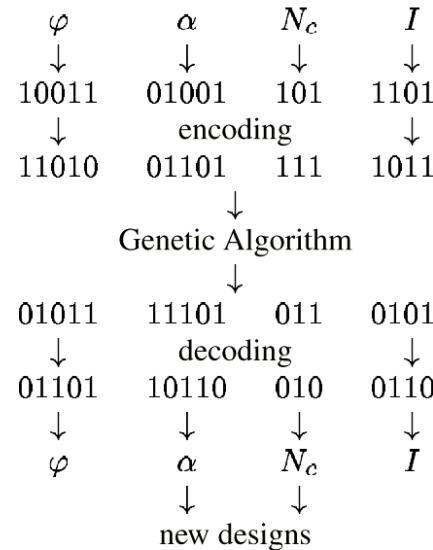 φ α N_c I
↓ ↓ ↓ ↓
10011 01001 101 1101
↓ encoding ↓
11010 01101 111 1011
↓
Genetic Algorithm
↓
01011 11101 011 0101
↓ decoding ↓
01101 10110 010 0110
↓ ↓ ↓ ↓
φ α N_c I
↓ ↓
new designs